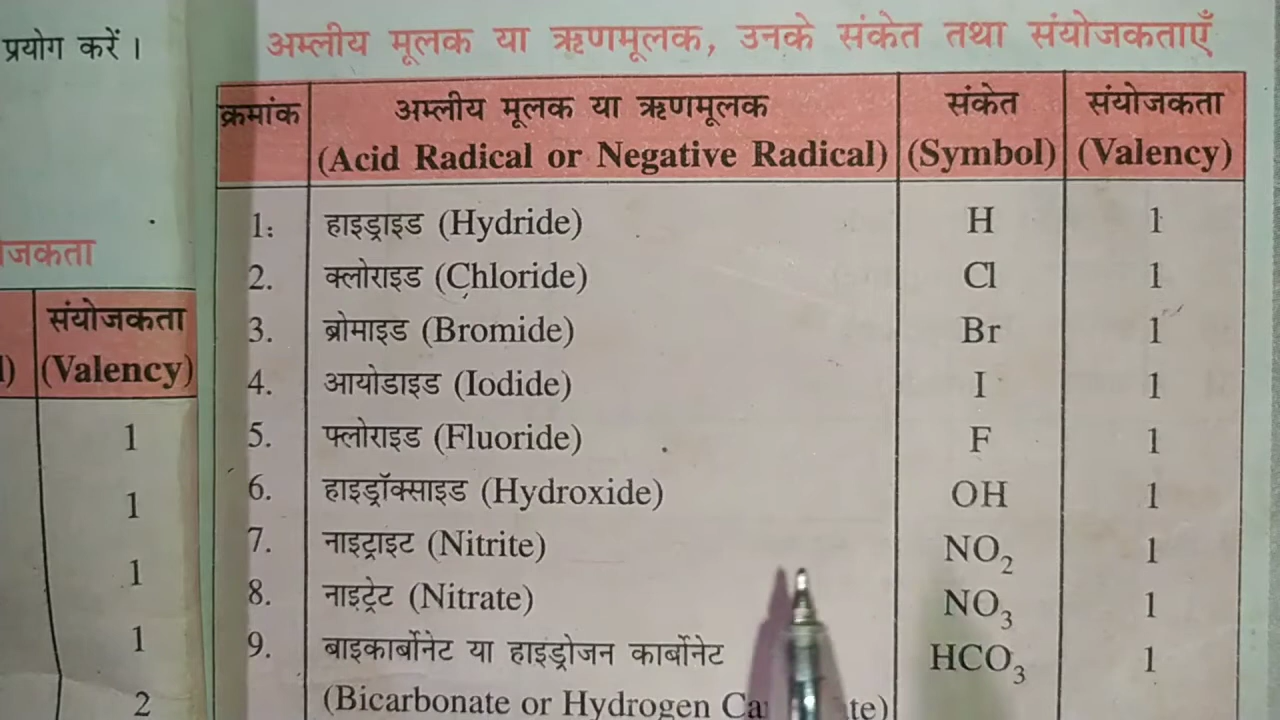 प्रयोग करें ।
जकता
संयोजकता
(Valency)
1
1
1
1
2
अम्लीय मूलक या ऋणमूलक, उनके संकेत तथा संयोजकताएँ
क्रमांक अम्लीय मूलक या ऋणमूलक संकेत संयोजकता
(Acid Radical or Negative Radical) (Symbol) (Valency)
1. हाइड्राइड (Hydride) H 1
2. क्लोराइड (Chloride) Cl 1
3. ब्रोमाइड (Bromide) Br 1
4. आयोडाइड (Iodide) I 1
5. फ्लोराइड (Fluoride) F 1
6. हाइड्रॉक्साइड (Hydroxide) OH 1
7. नाइट्राइट (Nitrite) NO₂ 1
8. नाइट्रेट (Nitrate) NO₃ 1
9. बाइकार्बोनेट या हाइड्रोजन कार्बोनेट HCO₃ 1
(Bicarbonate or Hydrogen